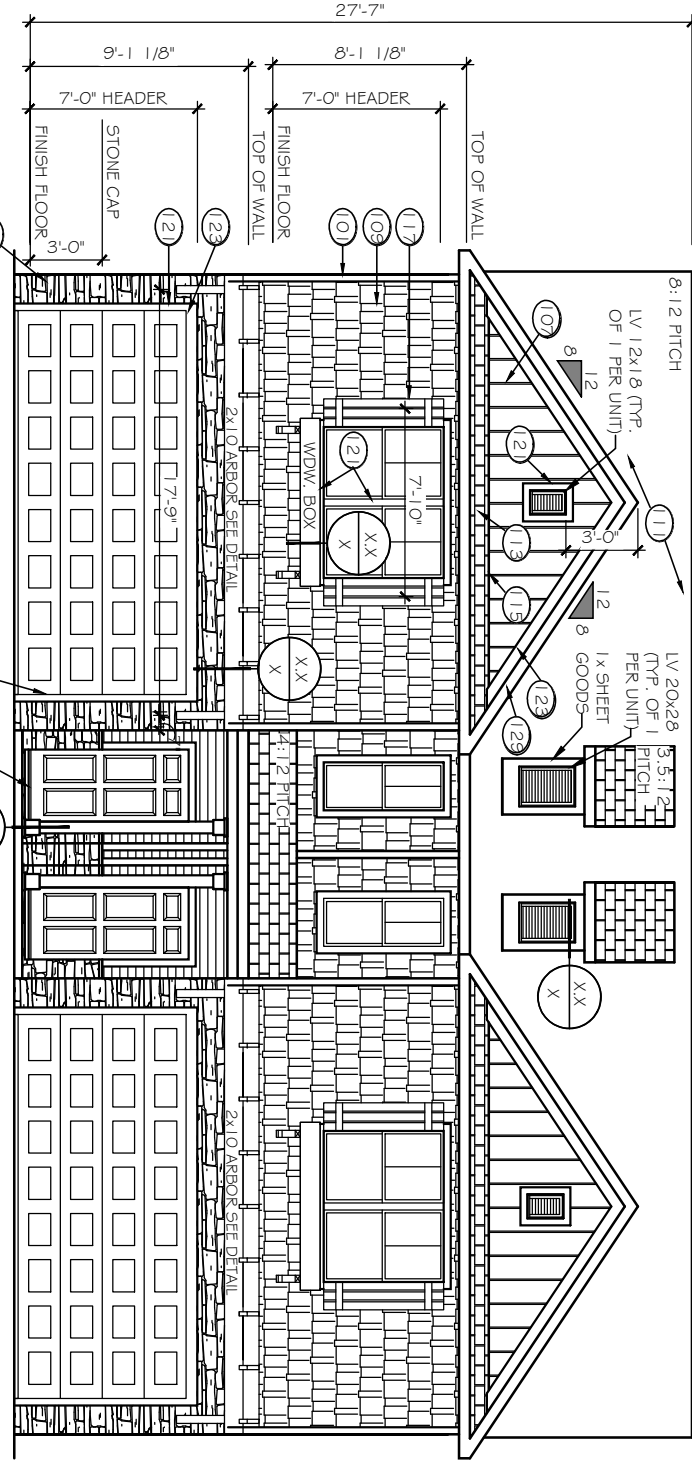 27'-7"
9'-1 1/8"
8'-1 1/8"
7'-0" HEADER
7'-0" HEADER
FINISH FLOOR
STONE CAP
3'-0"
TOP OF WALL
FINISH FLOOR
TOP OF WALL
121
123
101
109
117
8:12 PITCH
LV 12x18 (TYP.
OF 1 PER UNIT)
12
8
107
121
111
3'-0"
113
115
12
8
123
129
LV 20x28
(TYP. OF 1
PER UNIT)
3.5:12
PITCH
1x SHEET
GOODS
X.X
X
7'-10"
121
WDW. BOX
X.X
X
2x10 ARBOR SEE DETAIL
17'-9"
X.X
X
4:12 PITCH
2x10 ARBOR SEE DETAIL